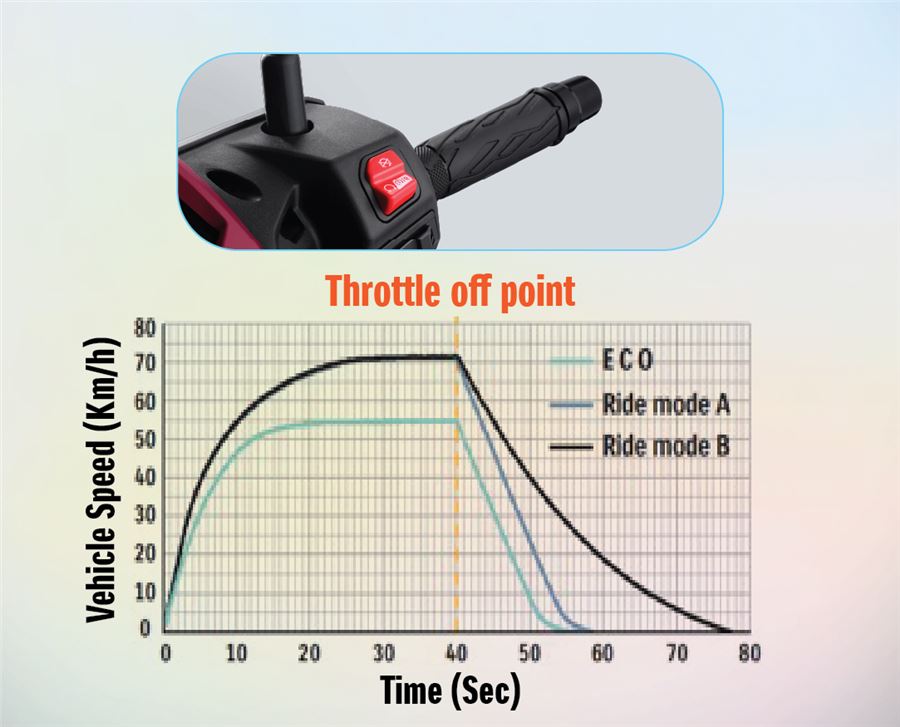 Throttle off point
80
70
60
50
40
30
20
10
0
Vehicle Speed (Km/h)
E C O
Ride mode A
Ride mode B
0 10 20 30 40 50 60 70 80
Time (Sec)